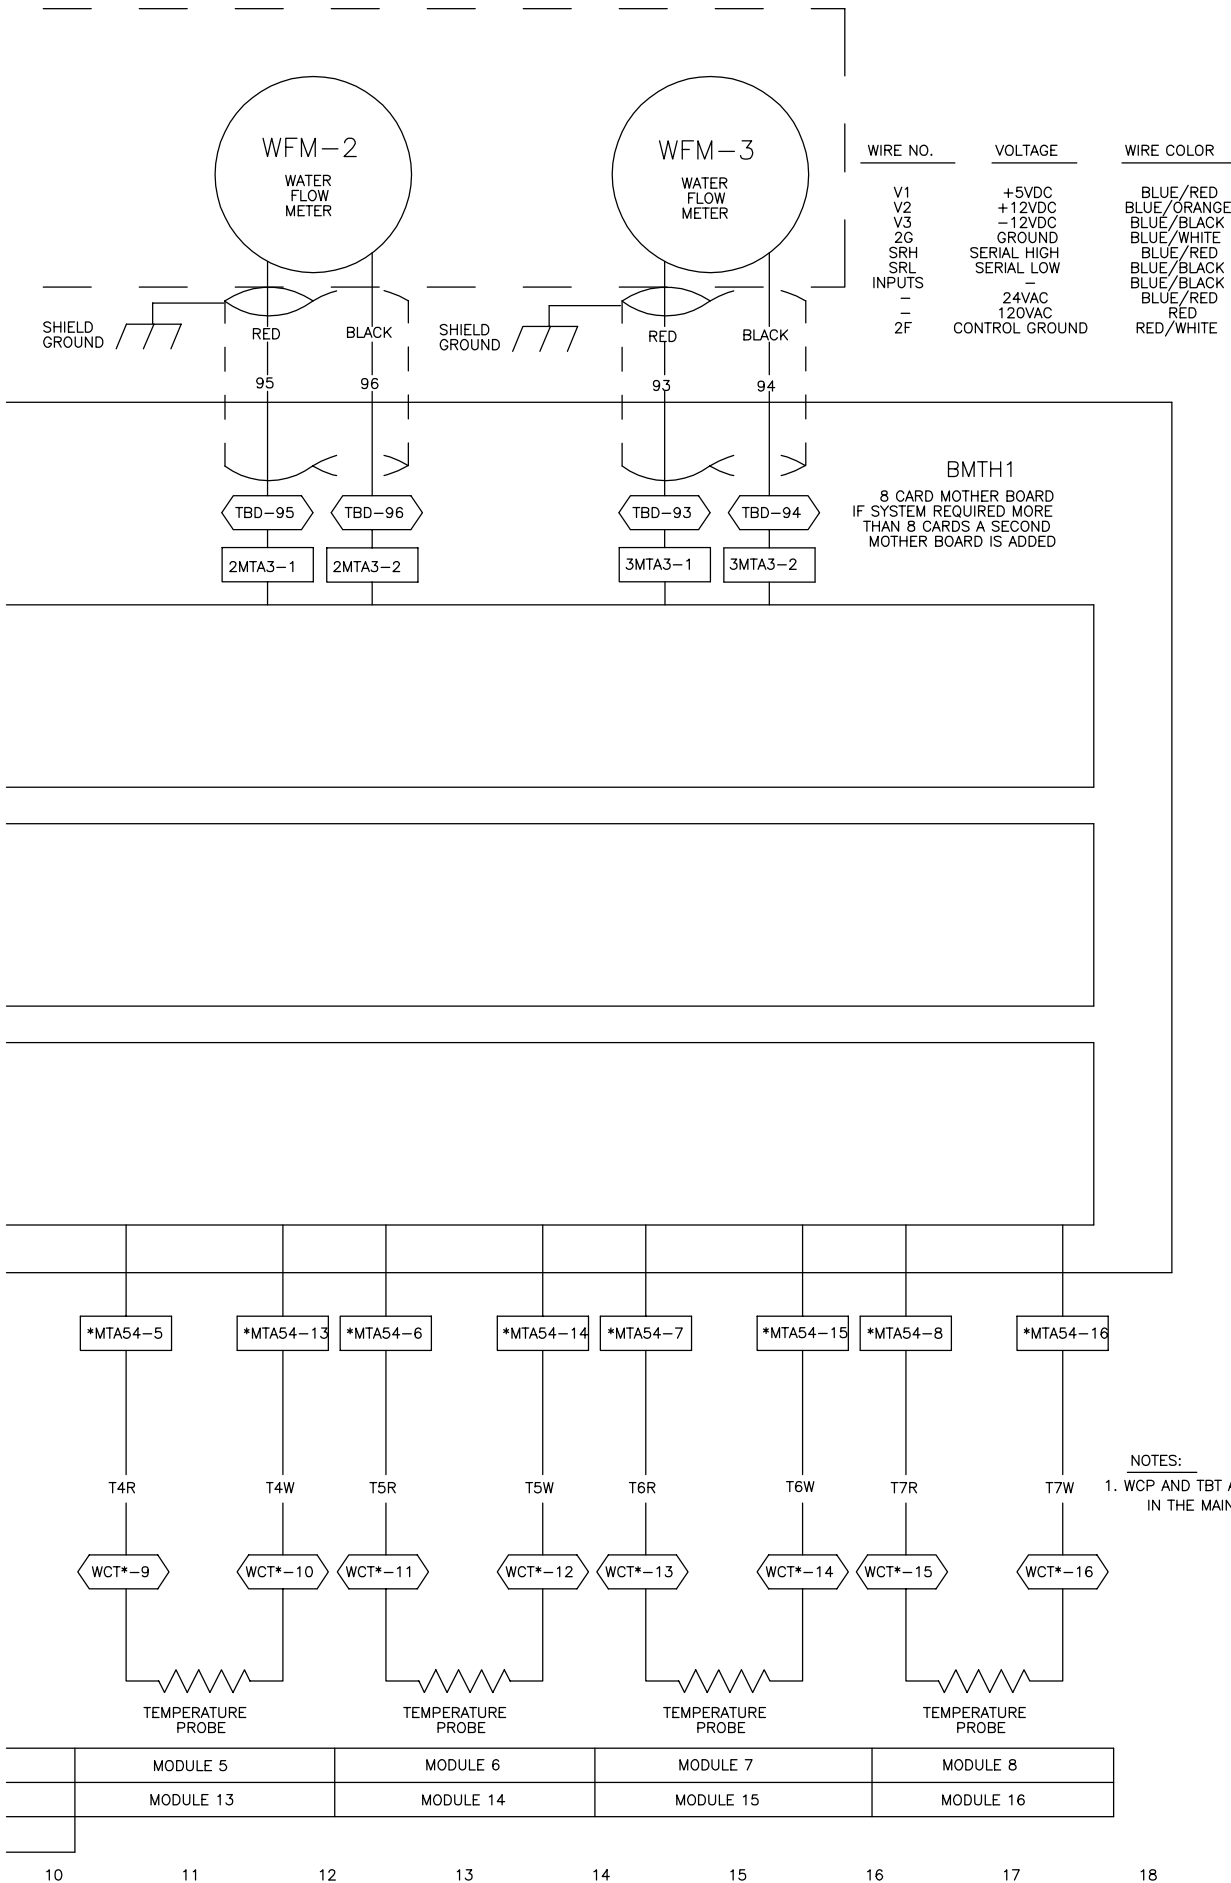 WFM-2
WATER
FLOW
METER
WFM-3
WATER
FLOW
METER
WIRE NO. VOLTAGE WIRE COLOR
V1 +5VDC BLUE/RED
V2 +12VDC BLUE/ORANGE
V3 -12VDC BLUE/BLACK
2G GROUND BLUE/WHITE
SRH SERIAL HIGH BLUE/RED
SRL SERIAL LOW BLUE/BLACK
INPUTS - BLUE/BLACK
- 24VAC BLUE/RED
- 120VAC RED
2F CONTROL GROUND RED/WHITE
SHIELD
GROUND
RED BLACK
SHIELD
GROUND
RED BLACK
95 96 93 94
BMTH1
8 CARD MOTHER BOARD
IF SYSTEM REQUIRED MORE
THAN 8 CARDS A SECOND
MOTHER BOARD IS ADDED
TBD-95 TBD-96 TBD-93 TBD-94
2MTA3-1 2MTA3-2 3MTA3-1 3MTA3-2
*MTA54-5 *MTA54-13 *MTA54-6 *MTA54-14 *MTA54-7 *MTA54-15 *MTA54-8 *MTA54-16
T4R T4W T5R T5W T6R T6W T7R T7W
NOTES:
1. WCP AND TBT A
IN THE MAIN
WCT*-9 WCT*-10 WCT*-11 WCT*-12 WCT*-13 WCT*-14 WCT*-15 WCT*-16
TEMPERATURE
PROBE
TEMPERATURE
PROBE
TEMPERATURE
PROBE
TEMPERATURE
PROBE
MODULE 5 MODULE 6 MODULE 7 MODULE 8
MODULE 13 MODULE 14 MODULE 15 MODULE 16
10 11 12 13 14 15 16 17 18